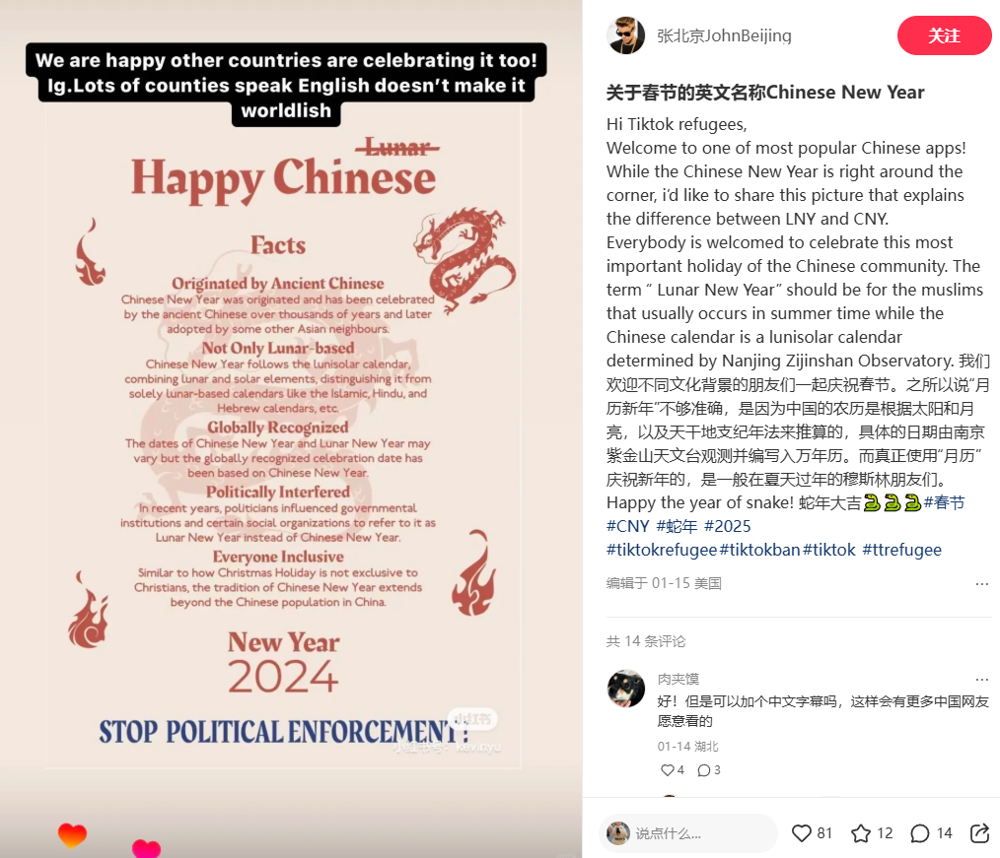 We are happy other countries are celebrating it too!
Ig.Lots of counties speak English doesn't make it
worldlish
Lunar
Happy Chinese
Facts
Originated by Ancient Chinese
Chinese New Year was originated and has been celebrated
by the ancient Chinese over thousands of years and later
adopted by some other Asian neighbours.
Not Only Lunar-based
Chinese New Year follows the lunisolar calendar,
combining lunar and solar elements, distinguishing it from
solely lunar-based calendars like the Islamic, Hindu, and
Hebrew calendars, etc.
Globally Recognized
The dates of Chinese New Year and Lunar New Year may
vary but the globally recognized celebration date has
been based on Chinese New Year.
Politically Interfered
In recent years, politicians influenced governmental
institutions and certain social organizations to refer to it as
Lunar New Year instead of Chinese New Year.
Everyone Inclusive
Similar to how Christmas Holiday is not exclusive to
Christians, the tradition of Chinese New Year extends
beyond the Chinese population in China.
New Year
2024
STOP POLITICAL ENFORCEMENT!
小红书
小红书号：kevinyu
张北京JohnBeijing
关注
关于春节的英文名称Chinese New Year
Hi Tiktok refugees,
Welcome to one of most popular Chinese apps!
While the Chinese New Year is right around the
corner, i'd like to share this picture that explains
the difference between LNY and CNY.
Everybody is welcomed to celebrate this most
important holiday of the Chinese community. The
term " Lunar New Year" should be for the muslims
that usually occurs in summer time while the
Chinese calendar is a lunisolar calendar
determined by Nanjing Zijinshan Observatory. 我们
欢迎不同文化背景的朋友们一起庆祝春节。之所以说“月
历新年”不够准确，是因为中国的农历是根据太阳和月
亮，以及天干地支纪年法来推算的，具体的日期由南京
紫金山天文台观测并编写入万年历。而真正使用“月历”
庆祝新年的，是一般在夏天过年的穆斯林朋友们。
Happy the year of snake! 蛇年大吉🐍🐍🐍#春节
#CNY #蛇年 #2025
#tiktokrefugee#tiktokban#tiktok #ttrefugee
编辑于 01-15 美国
共 14 条评论
肉夹馍
好！但是可以加个中文字幕吗，这样会有更多中国网友
愿意看的
01-14 湖北
4 3
说点什么...
81 12 14